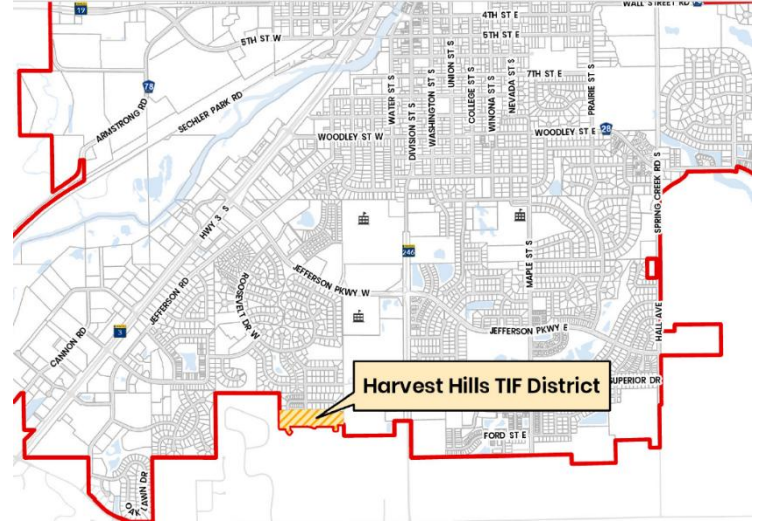 WALL STREET RD
19
4TH ST E
5TH ST W
5TH ST E
78
7TH ST E
ARMSTRONG RD
SECHLER PARK RD
WATER ST S
DIVISION ST S
WASHINGTON ST S
UNION ST S
COLLEGE ST S
WINONA ST S
NEVADA ST S
PRAIRIE ST S
28
WOODLEY ST W
WOODLEY ST E
SPRING CREEK RD S
HWY 3 S
246
MAPLE ST S
JEFFERSON PKWY W
ROOSEVELT DR W
JEFFERSON RD
CANNON RD
3
JEFFERSON PKWY E
HALL AVE
Harvest Hills TIF District
SUPERIOR DR
FORD ST E
OAK LAWN DR